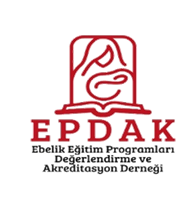 EPDAK
Ebelik Eğitim Programları
Değerlendirme ve
Akreditasyon Derneği